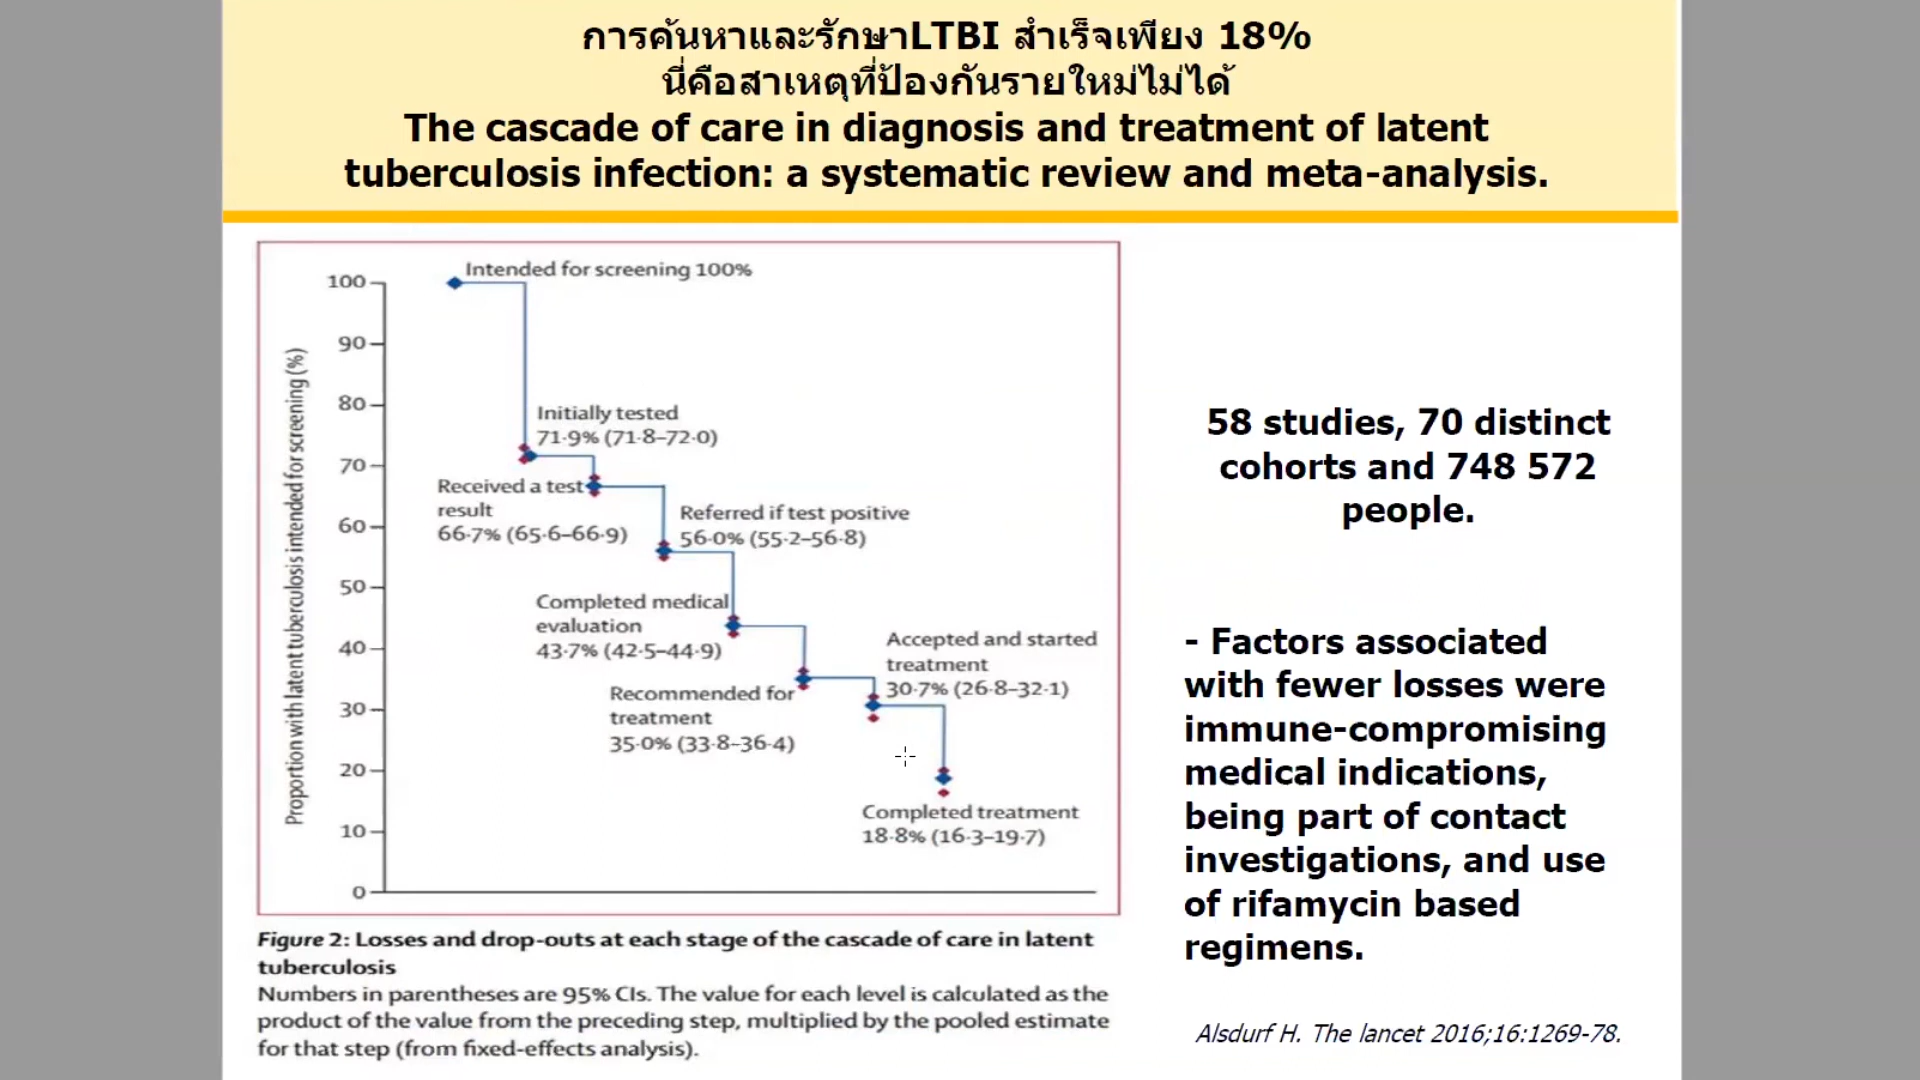 การค้นหาและรักษาLTBI สำเร็จเพียง 18%
นี่คือสาเหตุที่ป้องกันรายใหม่ไม่ได้
The cascade of care in diagnosis and treatment of latent
tuberculosis infection: a systematic review and meta-analysis.
Proportion with latent tuberculosis intended for screening (%)
100
90
80
70
60
50
40
30
20
10
0
Intended for screening 100%
Initially tested
71·9% (71·8–72·0)
Received a test
result
66·7% (65·6–66·9)
Referred if test positive
56·0% (55·2–56·8)
Completed medical
evaluation
43·7% (42·5–44·9)
Recommended for
treatment
35·0% (33·8–36·4)
Accepted and started
treatment
30·7% (26·8–32·1)
Completed treatment
18·8% (16·3–19·7)
Figure 2: Losses and drop-outs at each stage of the cascade of care in latent
tuberculosis
Numbers in parentheses are 95% CIs. The value for each level is calculated as the
product of the value from the preceding step, multiplied by the pooled estimate
for that step (from fixed-effects analysis).
58 studies, 70 distinct
cohorts and 748 572
people.
- Factors associated
with fewer losses were
immune-compromising
medical indications,
being part of contact
investigations, and use
of rifamycin based
regimens.
Alsdurf H. The lancet 2016;16:1269-78.